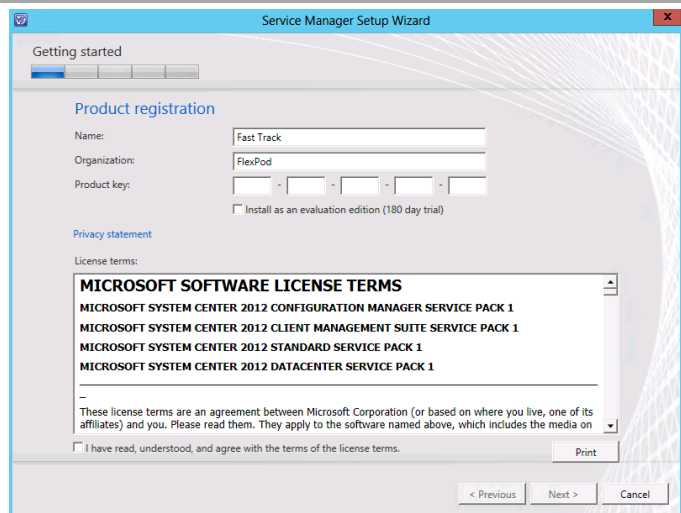 Service Manager Setup Wizard
x
Getting started
Product registration
Name:
Fast Track
Organization:
FlexPod
Product key:
- - - -
Install as an evaluation edition (180 day trial)
Privacy statement
License terms:
MICROSOFT SOFTWARE LICENSE TERMS
MICROSOFT SYSTEM CENTER 2012 CONFIGURATION MANAGER SERVICE PACK 1
MICROSOFT SYSTEM CENTER 2012 CLIENT MANAGEMENT SUITE SERVICE PACK 1
MICROSOFT SYSTEM CENTER 2012 STANDARD SERVICE PACK 1
MICROSOFT SYSTEM CENTER 2012 DATACENTER SERVICE PACK 1
_
These license terms are an agreement between Microsoft Corporation (or based on where you live, one of its
affiliates) and you. Please read them. They apply to the software named above, which includes the media on
I have read, understood, and agree with the terms of the license terms.
Print
< Previous
Next >
Cancel